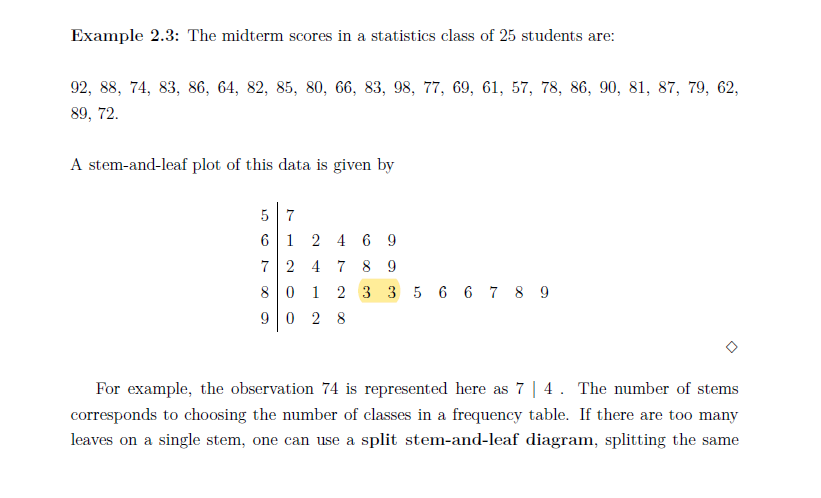 Example 2.3: The midterm scores in a statistics class of 25 students are:
92, 88, 74, 83, 86, 64, 82, 85, 80, 66, 83, 98, 77, 69, 61, 57, 78, 86, 90, 81, 87, 79, 62,
89, 72.
A stem-and-leaf plot of this data is given by
5 | 7
6 | 1 2 4 6 9
7 | 2 4 7 8 9
8 | 0 1 2 3 3 5 6 6 7 8 9
9 | 0 2 8
◇
For example, the observation 74 is represented here as 7 | 4 . The number of stems
corresponds to choosing the number of classes in a frequency table. If there are too many
leaves on a single stem, one can use a split stem-and-leaf diagram, splitting the same